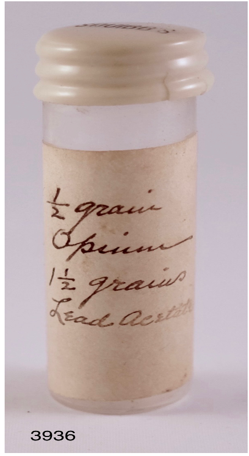 ½ grain
Opium
1½ grains
Lead Acetate
3936